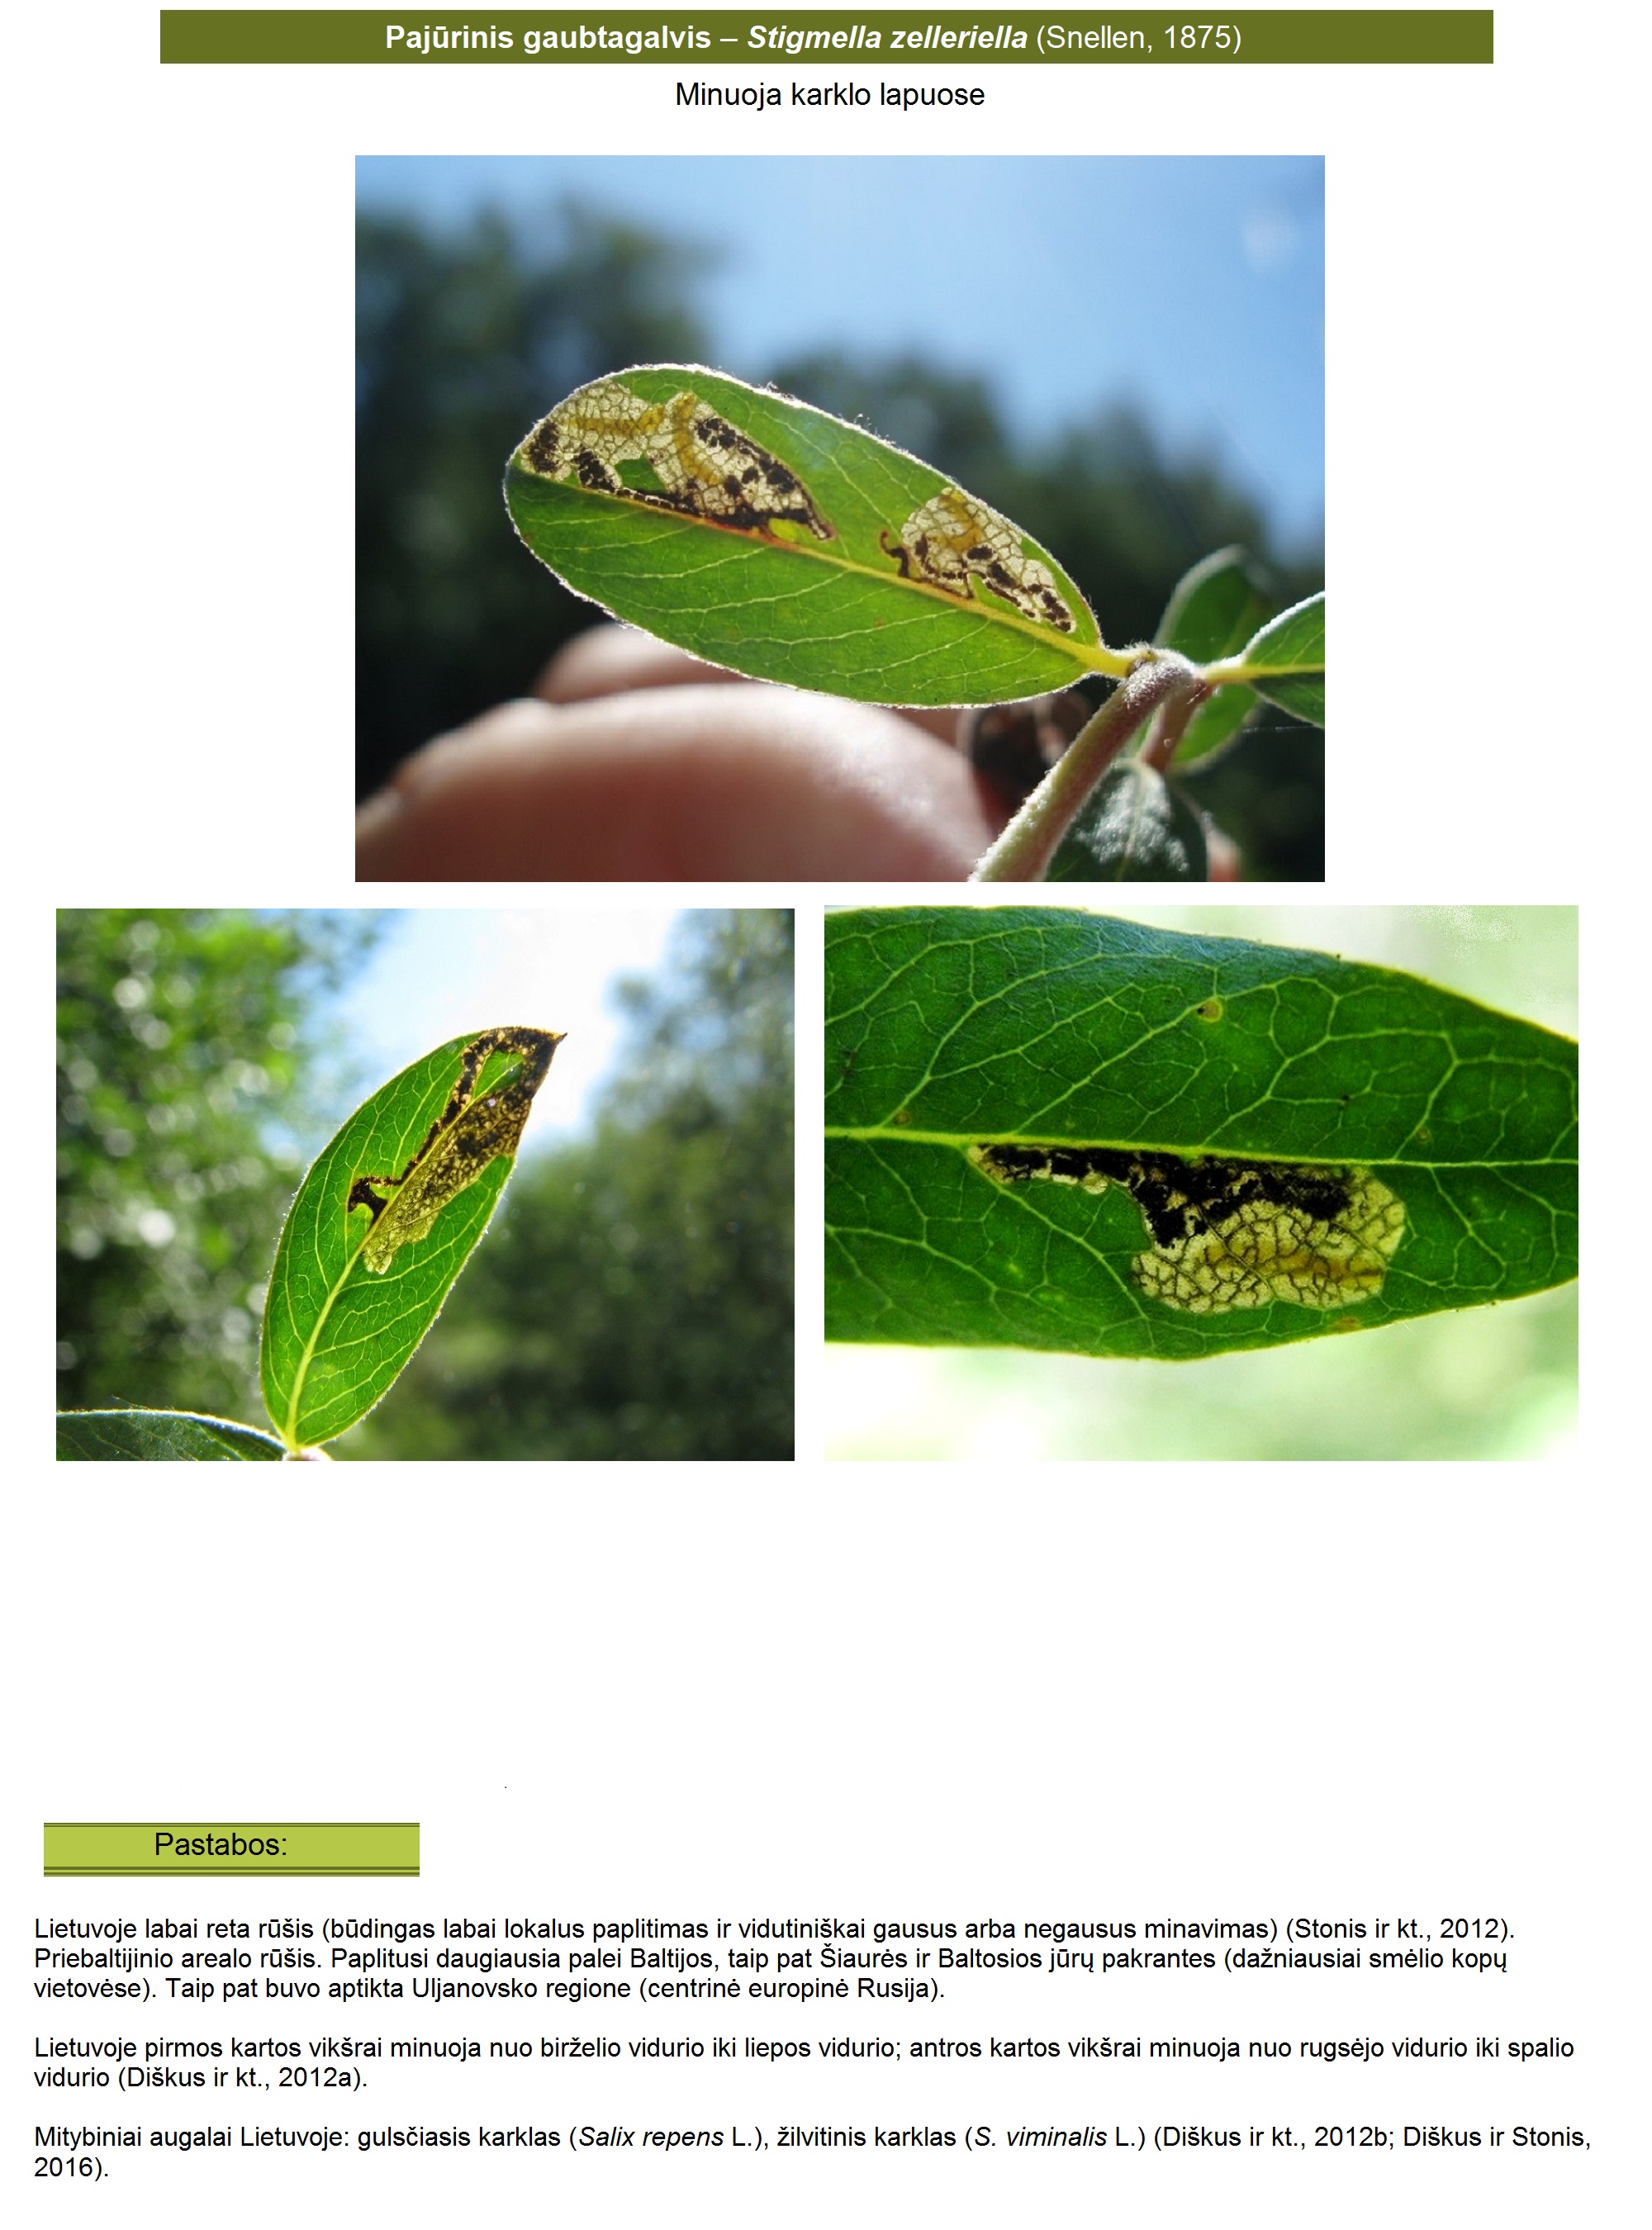 Pajūrinis gaubtagalvis – Stigmella zelleriella (Snellen, 1875)
Minuoja karklo lapuose
Pastabos:
Lietuvoje labai reta rūšis (būdingas labai lokalus paplitimas ir vidutiniškai gausus arba negausus minavimas) (Stonis ir kt., 2012).
Priebaltijinio arealo rūšis. Paplitusi daugiausia palei Baltijos, taip pat Šiaurės ir Baltosios jūrų pakrantes (dažniausiai smėlio kopų
vietovėse). Taip pat buvo aptikta Uljanovsko regione (centrinė europinė Rusija).
Lietuvoje pirmos kartos vikšrai minuoja nuo birželio vidurio iki liepos vidurio; antros kartos vikšrai minuoja nuo rugsėjo vidurio iki spalio
vidurio (Diškus ir kt., 2012a).
Mitybiniai augalai Lietuvoje: gulsčiasis karklas (Salix repens L.), žilvitinis karklas (S. viminalis L.) (Diškus ir kt., 2012b; Diškus ir Stonis,
2016).